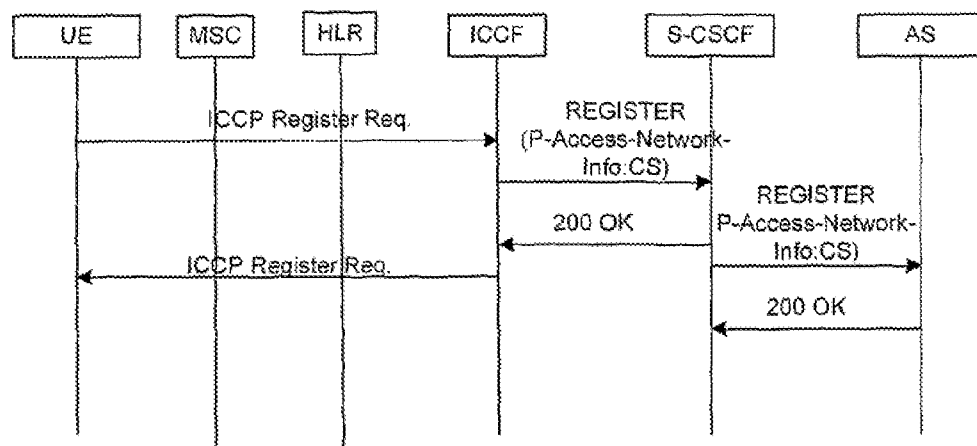 UE
MSC
HLR
ICCF
S-CSCF
AS
ICCP Register Req.
REGISTER
(P-Access-Network-
Info:CS)
REGISTER
P-Access-Network-
Info:CS)
200 OK
ICCP Register Req.
200 OK